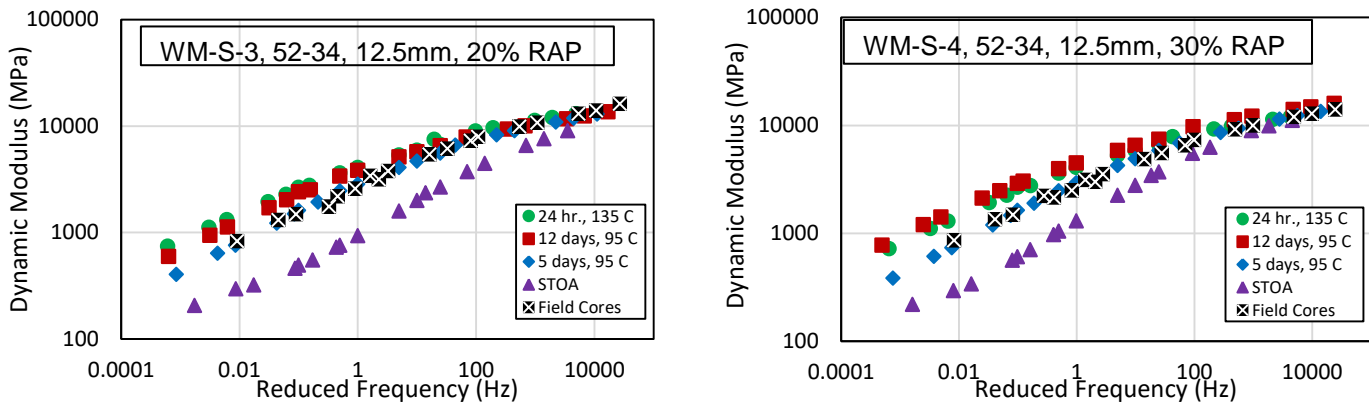 WM-S-3, 52-34, 12.5mm, 20% RAP
Dynamic Modulus (MPa)
100000
10000
1000
100
0.0001
0.01
1
100
10000
Reduced Frequency (Hz)
24 hr., 135 C
12 days, 95 C
5 days, 95 C
STOA
Field Cores
WM-S-4, 52-34, 12.5mm, 30% RAP
Dynamic Modulus (MPa)
100000
10000
1000
100
0.0001
0.01
1
100
10000
Reduced Frequency (Hz)
24 hr., 135 C
12 days, 95 C
5 days, 95 C
STOA
Field Cores